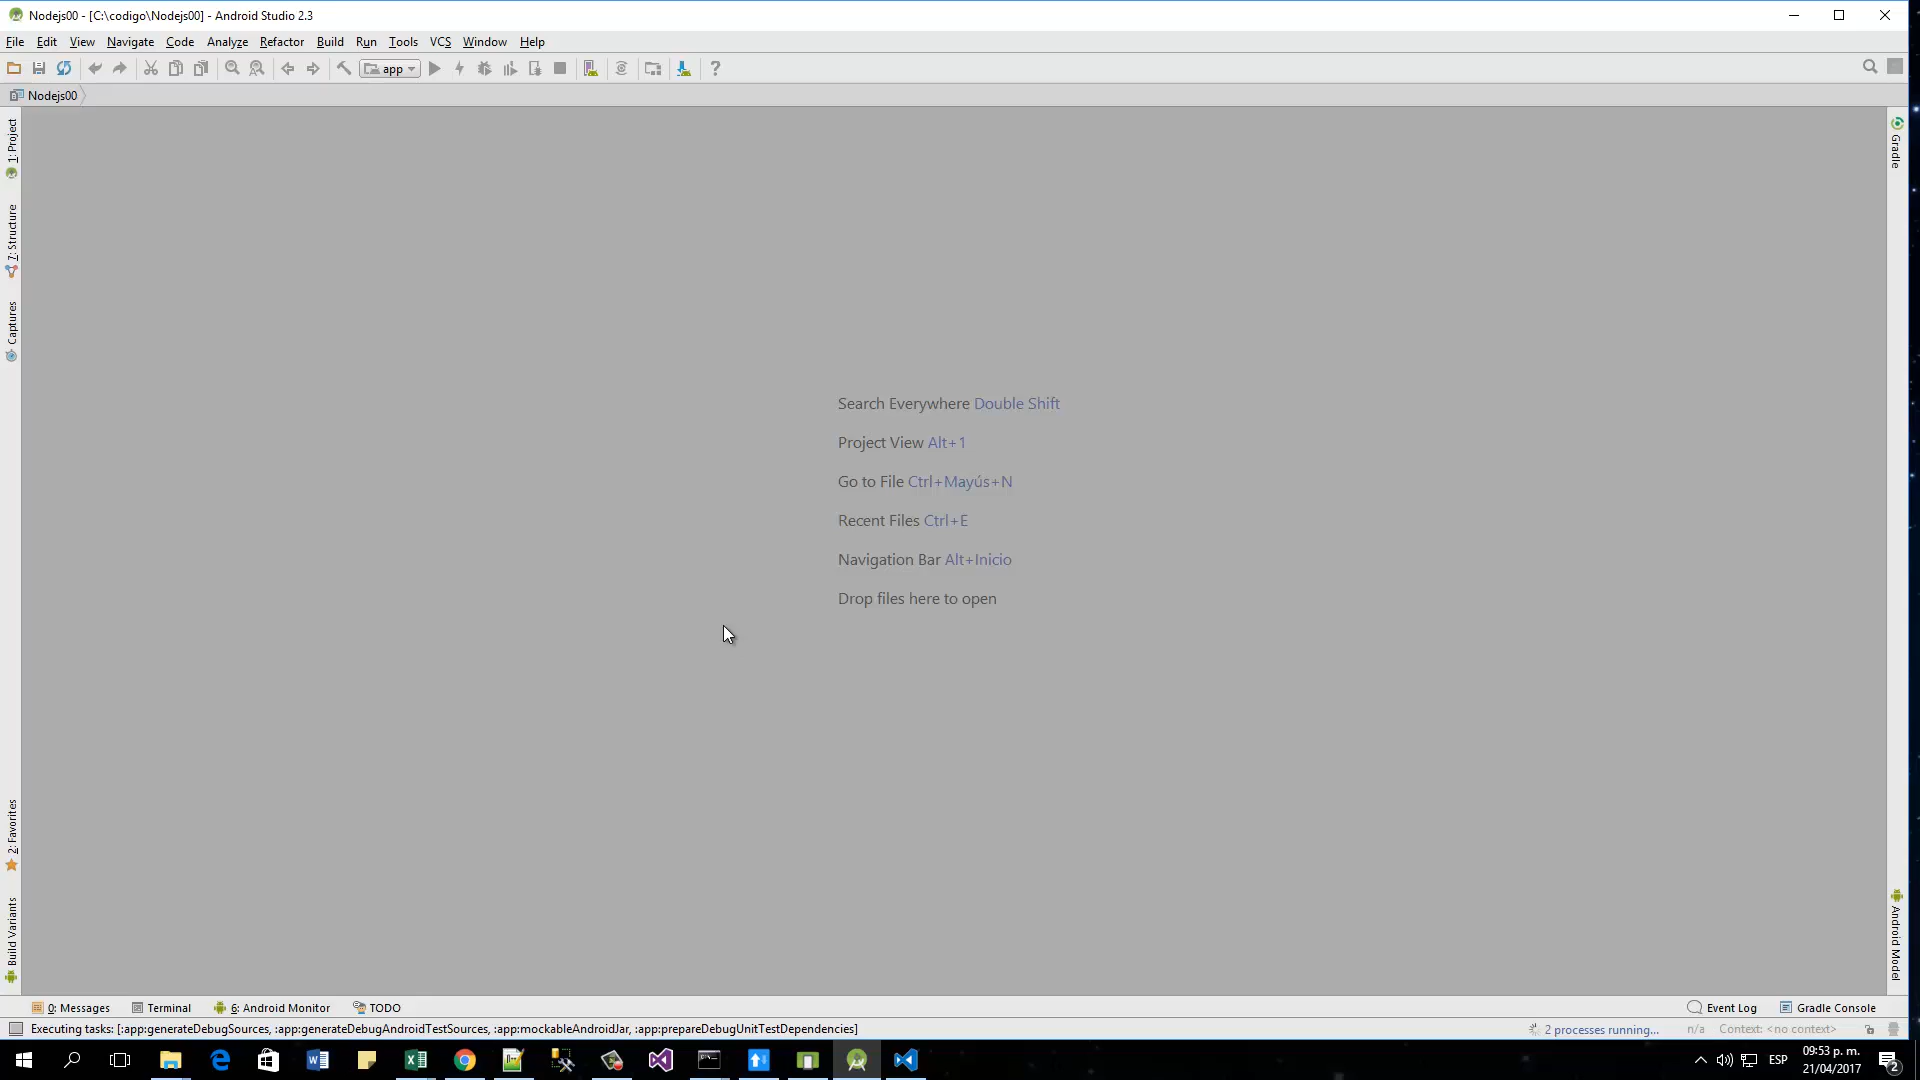 Nodejs00 - [C:\codigo\Nodejs00] - Android Studio 2.3
File Edit View Navigate Code Analyze Refactor Build Run Tools VCS Window Help
app
Nodejs00
1: Project
7: Structure
Captures
2: Favorites
Build Variants
Search Everywhere Double Shift
Project View Alt+1
Go to File Ctrl+Mayús+N
Recent Files Ctrl+E
Navigation Bar Alt+Inicio
Drop files here to open
Gradle
Android Model
0: Messages Terminal 6: Android Monitor TODO Event Log Gradle Console
Executing tasks: [:app:generateDebugSources, :app:generateDebugAndroidTestSources, :app:mockableAndroidJar, :app:prepareDebugUnitTestDependencies] 2 processes running... n/a Context: <no context>
ESP
09:53 p. m.
21/04/2017
2